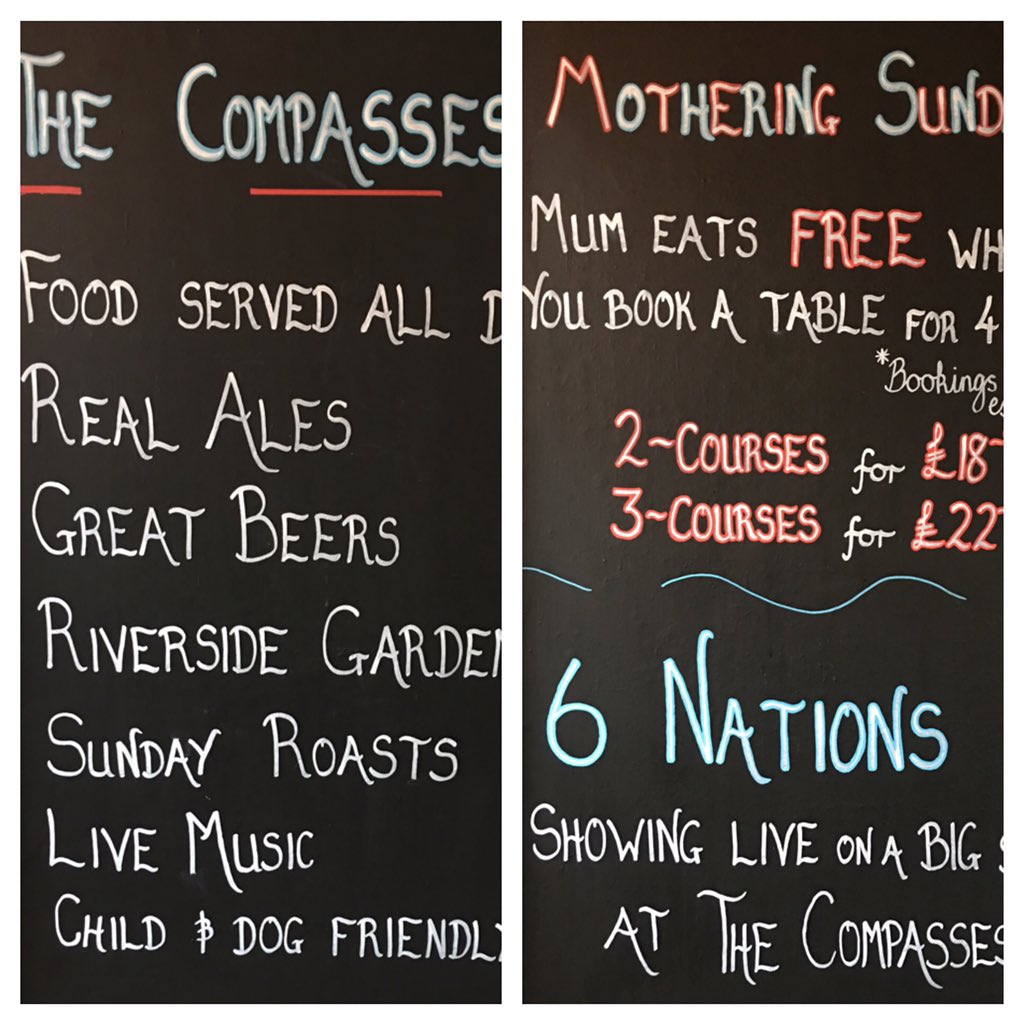 THE COMPASSES
FOOD SERVED ALL D
REAL ALES
GREAT BEERS
RIVERSIDE GARDEN
SUNDAY ROASTS
LIVE MUSIC
CHILD & DOG FRIENDLY
MOTHERING SUND
MUM EATS FREE WH
YOU BOOK A TABLE FOR 4
*Bookings
es
2~COURSES for £18
3~COURSES for £22
6 NATIONS
SHOWING LIVE ON A BIG
AT THE COMPASSES